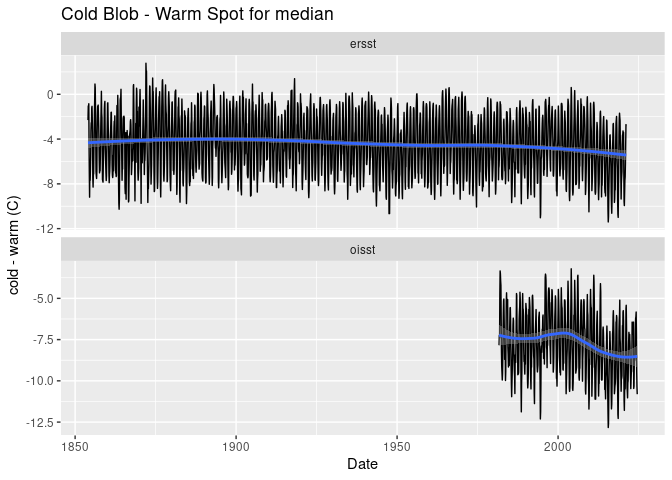 Cold Blob - Warm Spot for median
ersst
0
-4
-8
-12
cold - warm (C)
oisst
-5.0
-7.5
-10.0
-12.5
1850 1900 1950 2000
Date